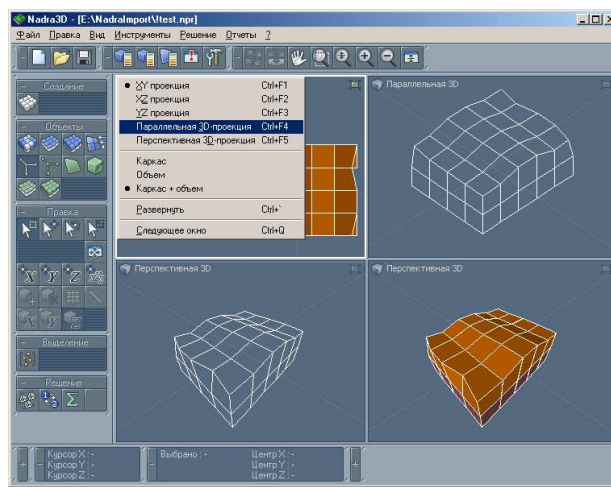 Nadra3D - [E:\NadraImport\!test.npr]
Файл Правка Вид Инструменты Решение Отчеты ?
Создание
Объекты
Правка
Выделение
Решение
XY проекция Ctrl+F1
XZ проекция Ctrl+F2
YZ проекция Ctrl+F3
Параллельная 3D-проекция Ctrl+F4
Перспективная 3D-проекция Ctrl+F5
Каркас
Объем
Каркас + объем
Развернуть Ctrl+`
Следующее окно Ctrl+Q
Параллельная 3D
Перспективная 3D
Перспективная 3D
Курсор X : - Выбрано : - Центр X : -
Курсор Y : - Центр Y : -
Курсор Z : - Центр Z : -